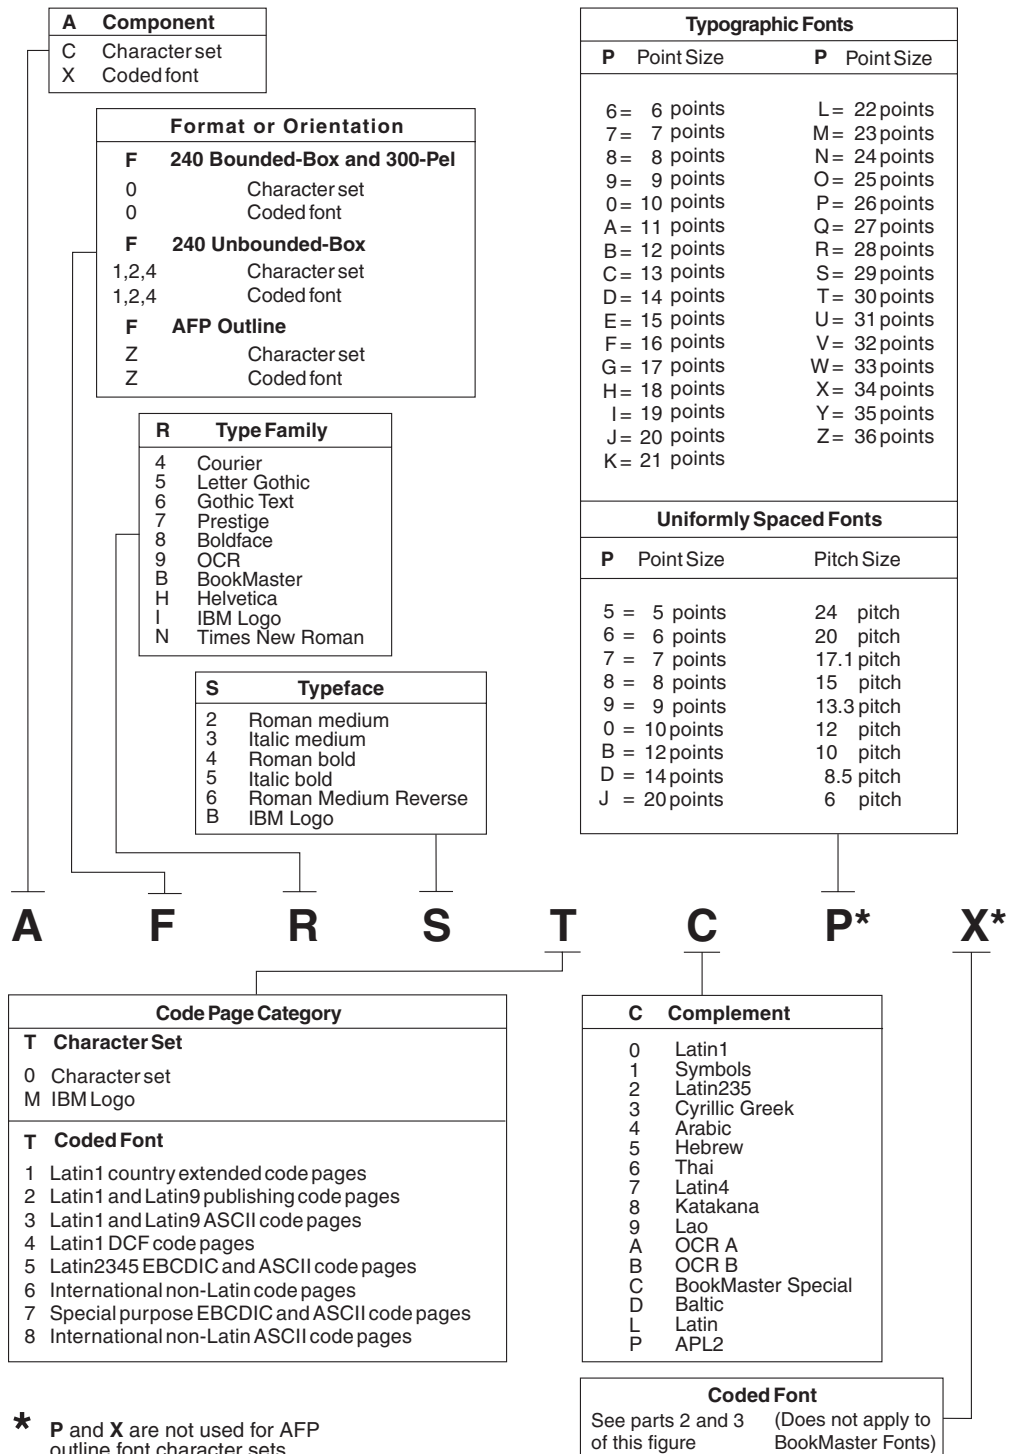 A Component
C Character set
X Coded font
Format or Orientation
F 240 Bounded-Box and 300-Pel
0 Character set
0 Coded font
F 240 Unbounded-Box
1,2,4 Character set
1,2,4 Coded font
F AFP Outline
Z Character set
Z Coded font
R Type Family
4 Courier
5 Letter Gothic
6 Gothic Text
7 Prestige
8 Boldface
9 OCR
B BookMaster
H Helvetica
I IBM Logo
N Times New Roman
S Typeface
2 Roman medium
3 Italic medium
4 Roman bold
5 Italic bold
6 Roman Medium Reverse
B IBM Logo
Typographic Fonts
P Point Size P Point Size
6 = 6 points L = 22 points
7 = 7 points M = 23 points
8 = 8 points N = 24 points
9 = 9 points O = 25 points
0 = 10 points P = 26 points
A = 11 points Q = 27 points
B = 12 points R = 28 points
C = 13 points S = 29 points
D = 14 points T = 30 points
E = 15 points U = 31 points
F = 16 points V = 32 points
G = 17 points W = 33 points
H = 18 points X = 34 points
I = 19 points Y = 35 points
J = 20 points Z = 36 points
K = 21 points
Uniformly Spaced Fonts
P Point Size Pitch Size
5 = 5 points 24 pitch
6 = 6 points 20 pitch
7 = 7 points 17.1 pitch
8 = 8 points 15 pitch
9 = 9 points 13.3 pitch
0 = 10 points 12 pitch
B = 12 points 10 pitch
D = 14 points 8.5 pitch
J = 20 points 6 pitch
A F R S T C P* X*
Code Page Category
T Character Set
0 Character set
M IBM Logo
T Coded Font
1 Latin1 country extended code pages
2 Latin1 and Latin9 publishing code pages
3 Latin1 and Latin9 ASCII code pages
4 Latin1 DCF code pages
5 Latin2345 EBCDIC and ASCII code pages
6 International non-Latin code pages
7 Special purpose EBCDIC and ASCII code pages
8 International non-Latin ASCII code pages
C Complement
0 Latin1
1 Symbols
2 Latin235
3 Cyrillic Greek
4 Arabic
5 Hebrew
6 Thai
7 Latin4
8 Katakana
9 Lao
A OCR A
B OCR B
C BookMaster Special
D Baltic
L Latin
P APL2
Coded Font
See parts 2 and 3 (Does not apply to
of this figure BookMaster Fonts)
* P and X are not used for AFP
outline font character sets